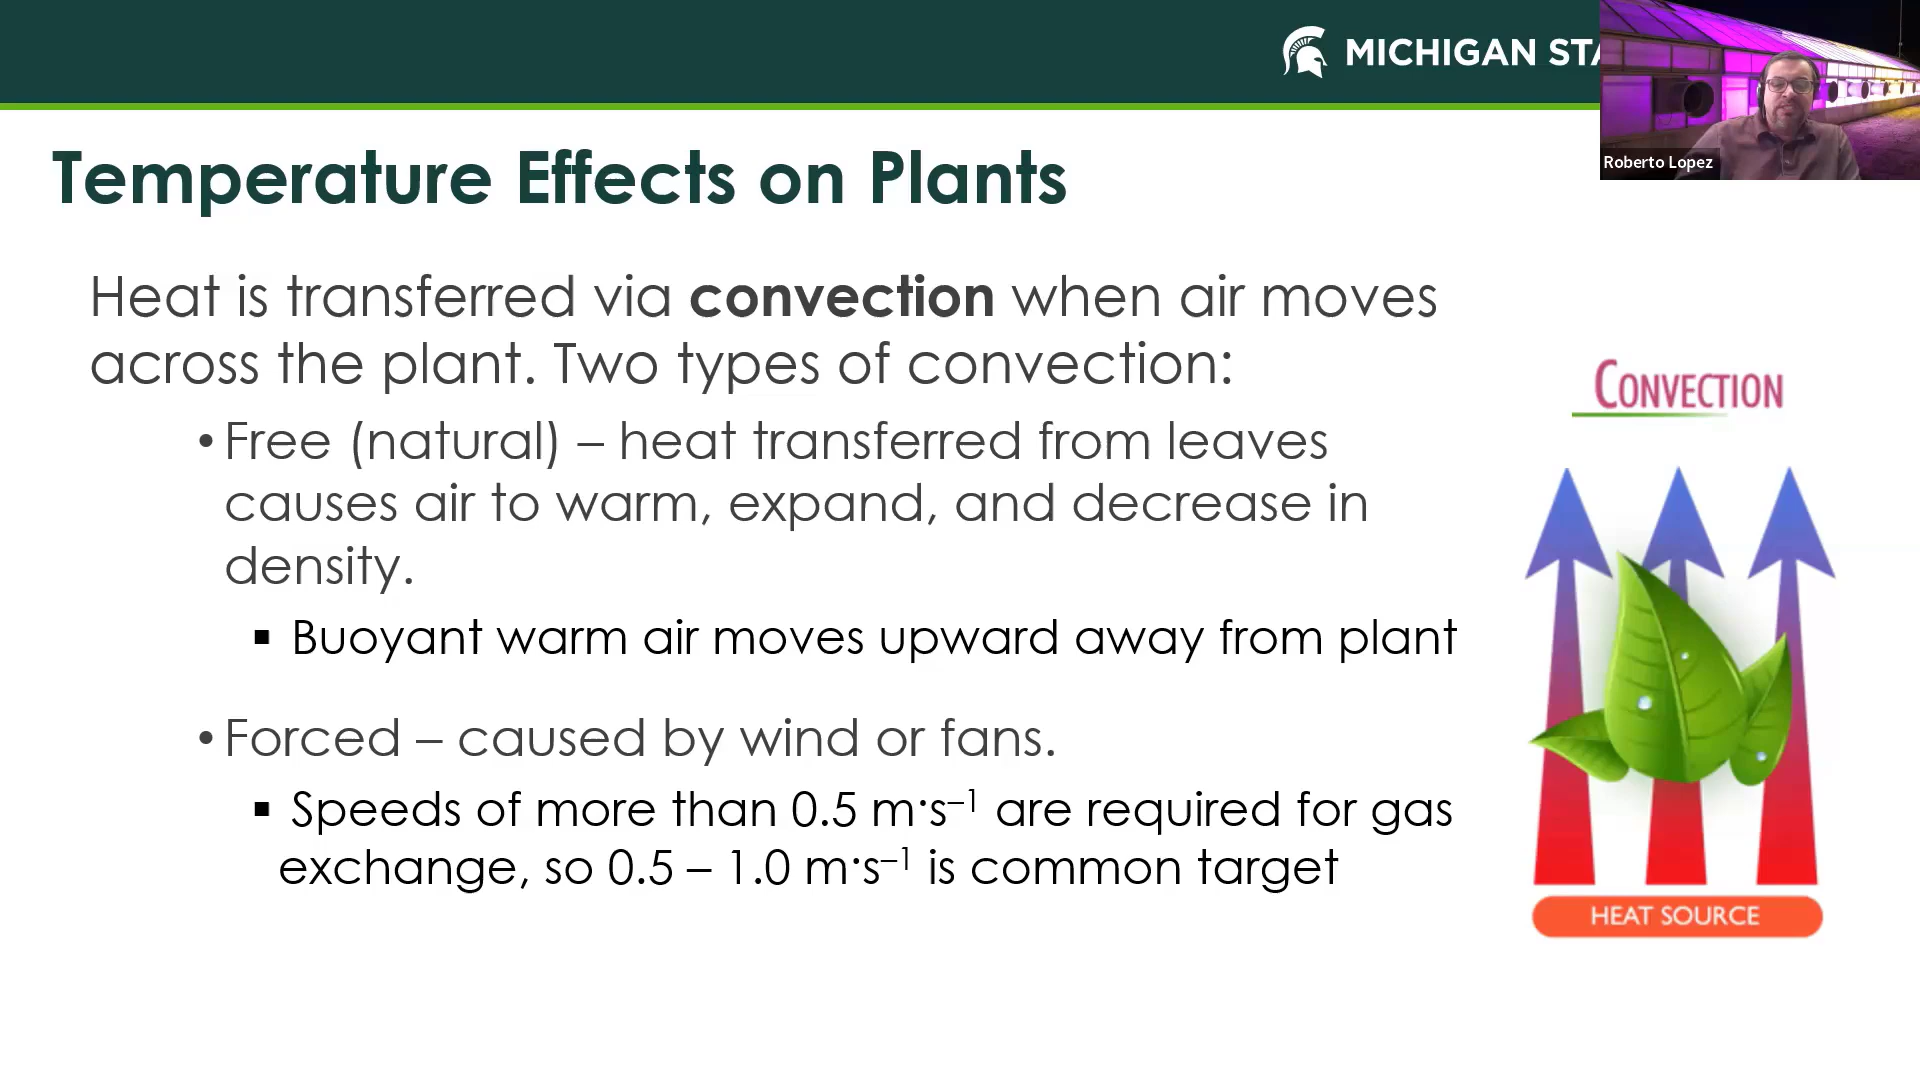 MICHIGAN STA
Roberto Lopez
Temperature Effects on Plants
Heat is transferred via convection when air moves
across the plant. Two types of convection:
• Free (natural) – heat transferred from leaves
causes air to warm, expand, and decrease in
density.
▪ Buoyant warm air moves upward away from plant
• Forced – caused by wind or fans.
▪ Speeds of more than 0.5 m·s⁻¹ are required for gas
exchange, so 0.5 – 1.0 m·s⁻¹ is common target
CONVECTION
HEAT SOURCE